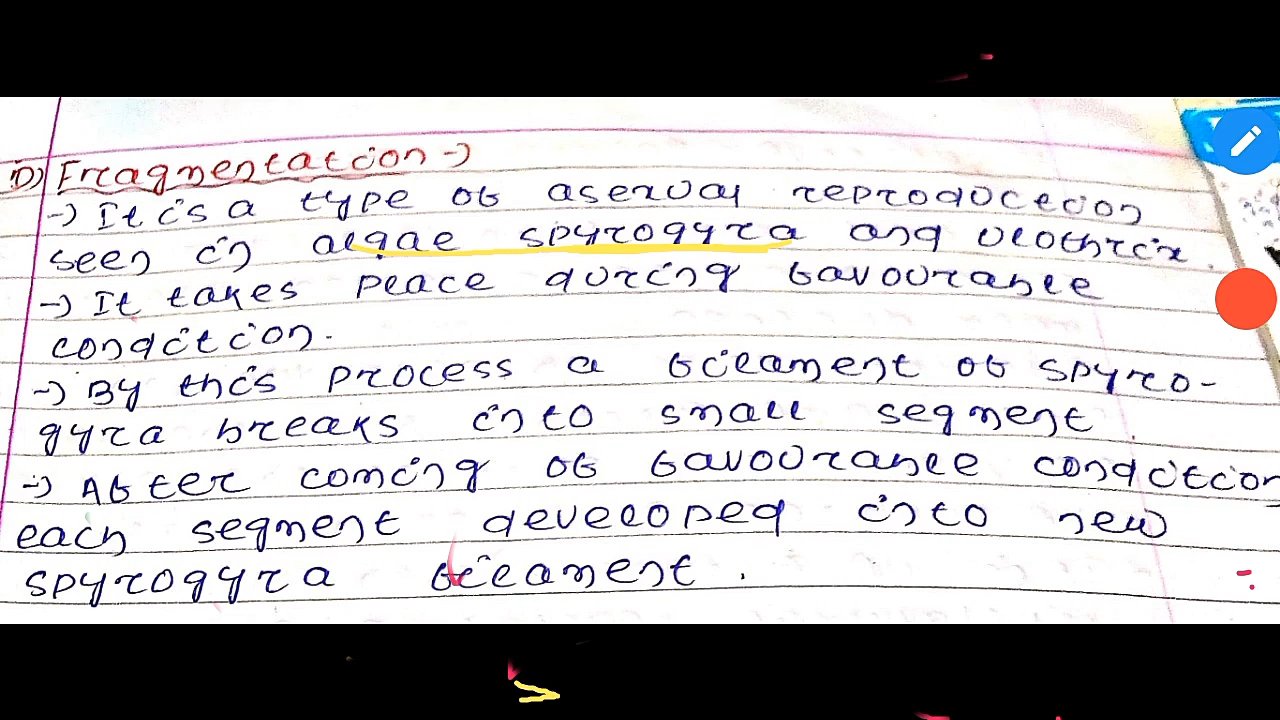 D) Fragmentation →
→ It is a type of asexual reproduction
seen in algae spyrogyra and Ulothrix.
→ It takes place during favourable
condition.
→ By this process a filament of spyro-
gyra breaks into small segment.
→ After coming of favourable condition
each segment developed into new
spyrogyra filament.